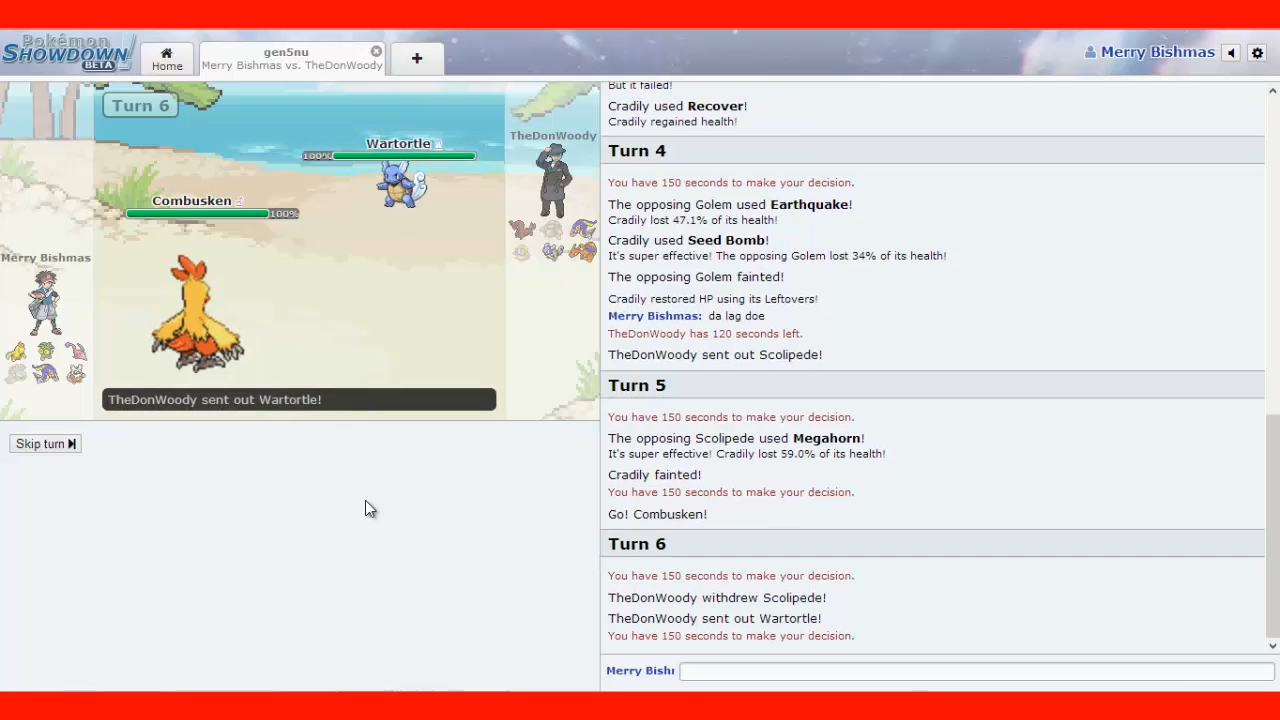 Pokémon
SHOWDOWN
BETA
Home
gen5nu
Merry Bishmas vs. TheDonWoody
+
Merry Bishmas
Turn 6
Wartortle
100%
Combusken
100%
TheDonWoody
Merry Bishmas
TheDonWoody sent out Wartortle!
Skip turn
But it failed!
Cradily used Recover!
Cradily regained health!
Turn 4
You have 150 seconds to make your decision.
The opposing Golem used Earthquake!
Cradily lost 47.1% of its health!
Cradily used Seed Bomb!
It's super effective! The opposing Golem lost 34% of its health!
The opposing Golem fainted!
Cradily restored HP using its Leftovers!
Merry Bishmas: da lag doe
TheDonWoody has 120 seconds left.
TheDonWoody sent out Scolipede!
Turn 5
You have 150 seconds to make your decision.
The opposing Scolipede used Megahorn!
It's super effective! Cradily lost 59.0% of its health!
Cradily fainted!
You have 150 seconds to make your decision.
Go! Combusken!
Turn 6
You have 150 seconds to make your decision.
TheDonWoody withdrew Scolipede!
TheDonWoody sent out Wartortle!
You have 150 seconds to make your decision.
Merry Bishr